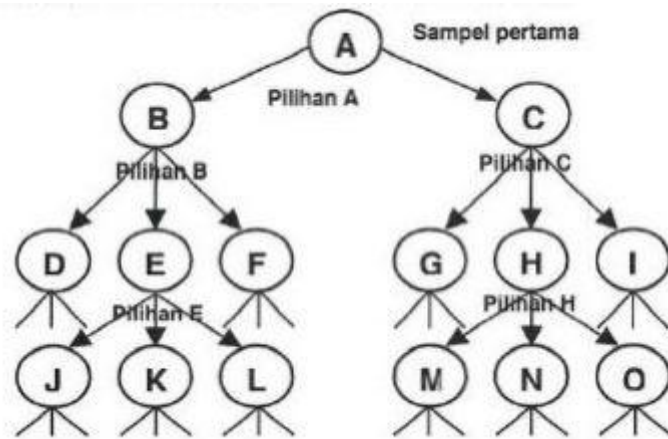 A Sampel pertama
Pilihan A
B C
Pilihan B Pilihan C
D E F G H I
Pilihan E Pilihan H
J K L M N O